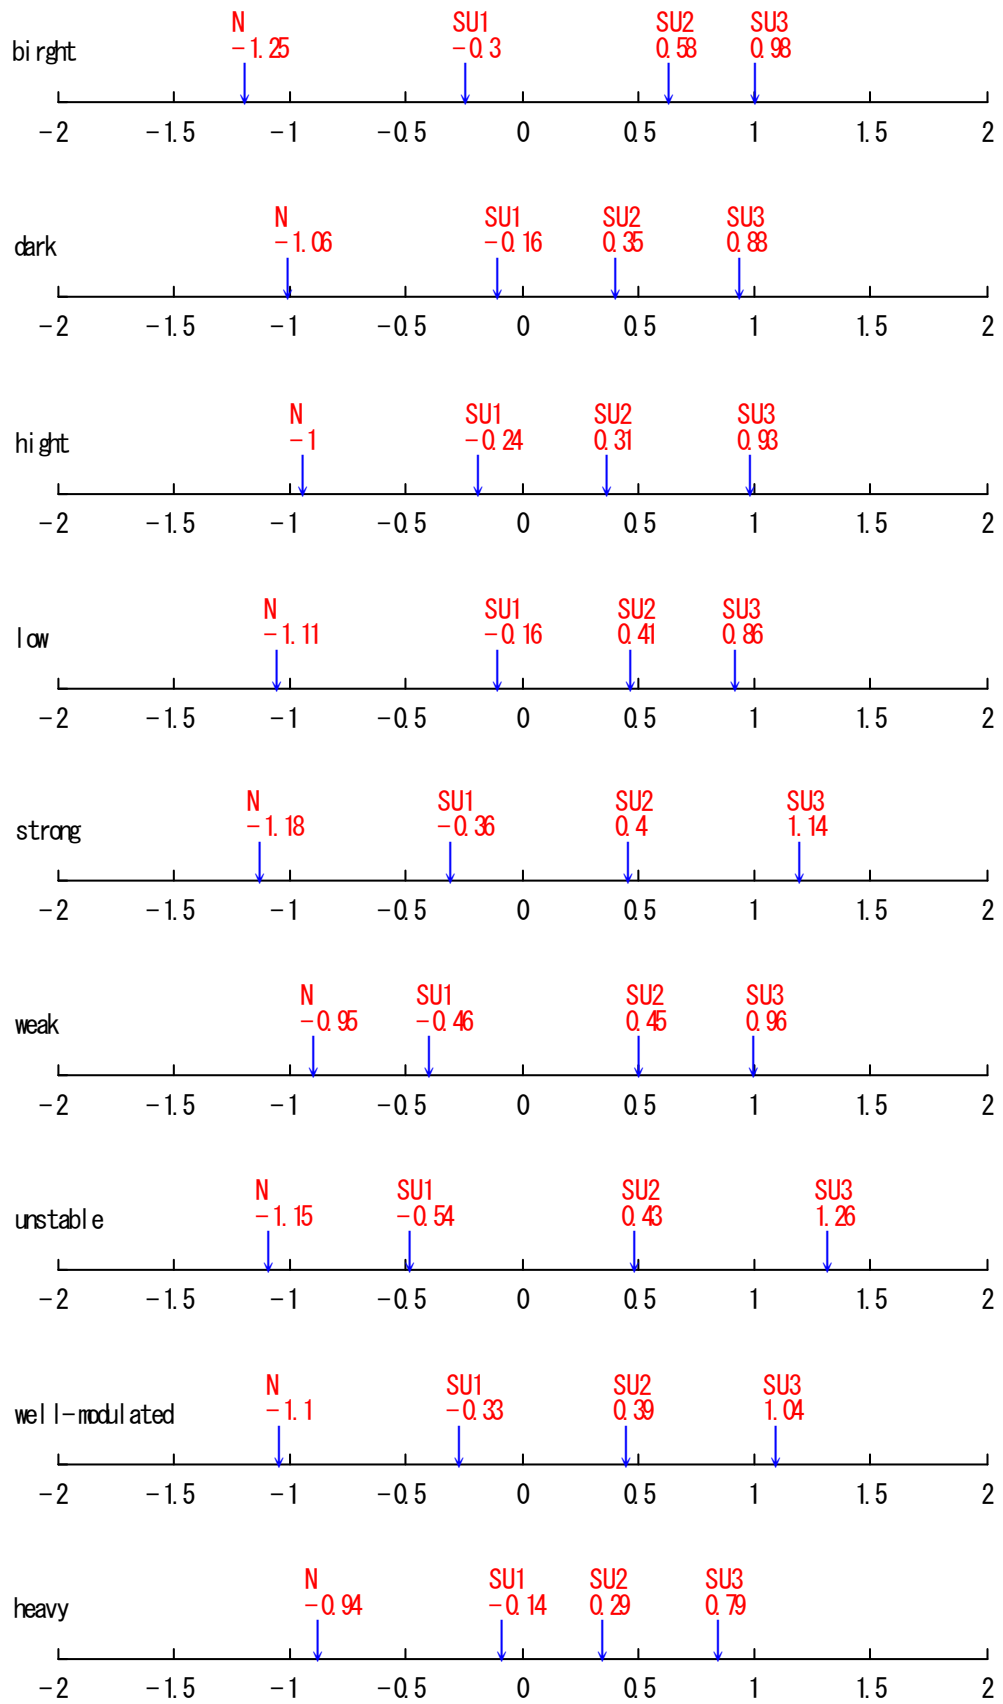 N SU1 SU2 SU3
birght -1.25 -0.3 0.58 0.98
-2 -1.5 -1 -0.5 0 0.5 1 1.5 2
N SU1 SU2 SU3
dark -1.06 -0.16 0.35 0.88
-2 -1.5 -1 -0.5 0 0.5 1 1.5 2
N SU1 SU2 SU3
hight -1 -0.24 0.31 0.93
-2 -1.5 -1 -0.5 0 0.5 1 1.5 2
N SU1 SU2 SU3
low -1.11 -0.16 0.41 0.86
-2 -1.5 -1 -0.5 0 0.5 1 1.5 2
N SU1 SU2 SU3
strong -1.18 -0.36 0.4 1.14
-2 -1.5 -1 -0.5 0 0.5 1 1.5 2
N SU1 SU2 SU3
weak -0.95 -0.46 0.45 0.96
-2 -1.5 -1 -0.5 0 0.5 1 1.5 2
N SU1 SU2 SU3
unstable -1.15 -0.54 0.43 1.26
-2 -1.5 -1 -0.5 0 0.5 1 1.5 2
N SU1 SU2 SU3
well-modulated -1.1 -0.33 0.39 1.04
-2 -1.5 -1 -0.5 0 0.5 1 1.5 2
N SU1 SU2 SU3
heavy -0.94 -0.14 0.29 0.79
-2 -1.5 -1 -0.5 0 0.5 1 1.5 2